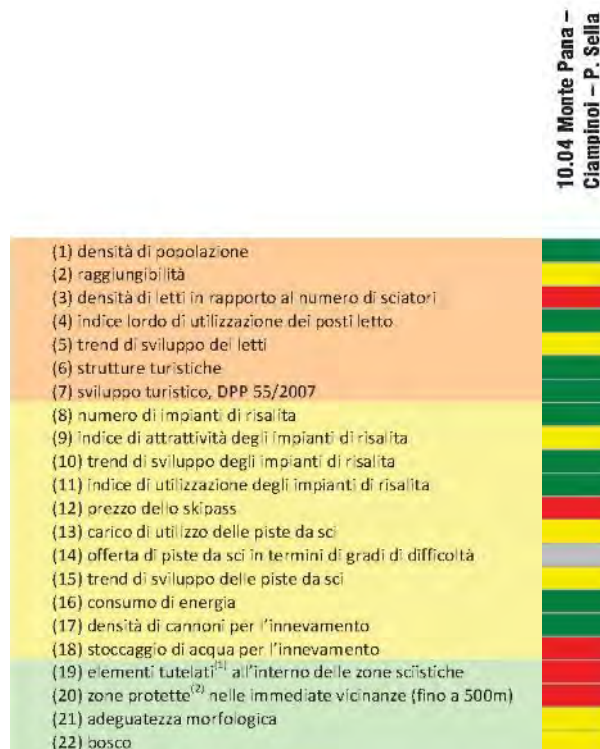 10.04 Monte Pana –
Ciampinoi – P. Sella
(1) densità di popolazione
(2) raggiungibilità
(3) densità di letti in rapporto al numero di sciatori
(4) indice lordo di utilizzazione dei posti letto
(5) trend di sviluppo dei letti
(6) strutture turistiche
(7) sviluppo turistico, DPP 55/2007
(8) numero di impianti di risalita
(9) indice di attrattività degli impianti di risalita
(10) trend di sviluppo degli impianti di risalita
(11) indice di utilizzazione degli impianti di risalita
(12) prezzo dello skipass
(13) carico di utilizzo delle piste da sci
(14) offerta di piste da sci in termini di gradi di difficoltà
(15) trend di sviluppo delle piste da sci
(16) consumo di energia
(17) densità di cannoni per l'innevamento
(18) stoccaggio di acqua per l'innevamento
(19) elementi tutelati(1) all'interno delle zone sciistiche
(20) zone protette(2) nelle immediate vicinanze (fino a 500m)
(21) adeguatezza morfologica
(22) bosco